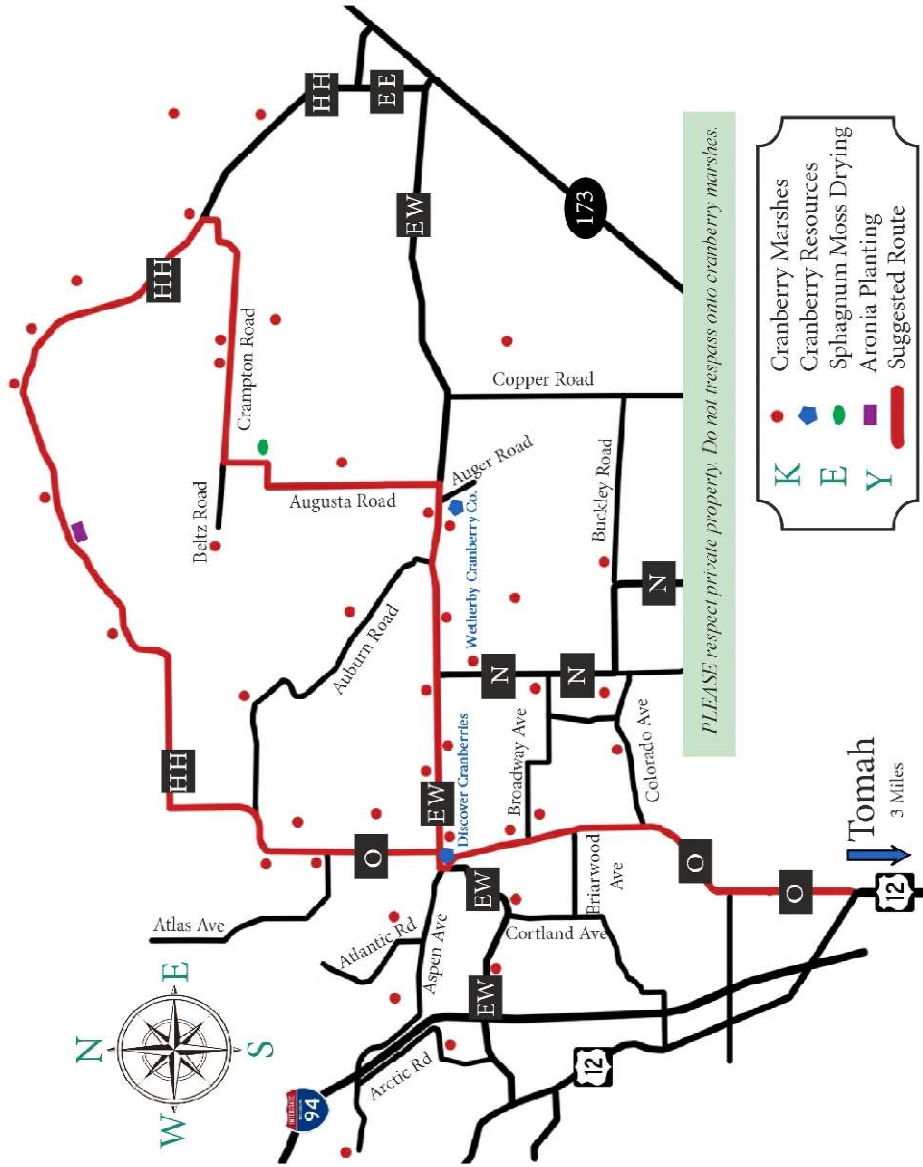 N
W
E
S
INTERSTATE
94
HH
HH
HH
EE
Atlas Ave
Beltz Road
Crampton Road
Augusta Road
Auburn Road
Atlantic Rd
O
Aspen Ave
Arctic Rd
EW
EW
EW
EW
Discover Cranberries
Wetherby Cranberry Co.
Auger Road
Copper Road
173
Cortland Ave
Broadway Ave
N
N
N
Buckley Road
Briarwood
Ave
Colorado Ave
12
O
O
12
Tomah
3 Miles
PLEASE respect private property. Do not trespass onto cranberry marshes.
K
E
Y
Cranberry Marshes
Cranberry Resources
Sphagnum Moss Drying
Aronia Planting
Suggested Route